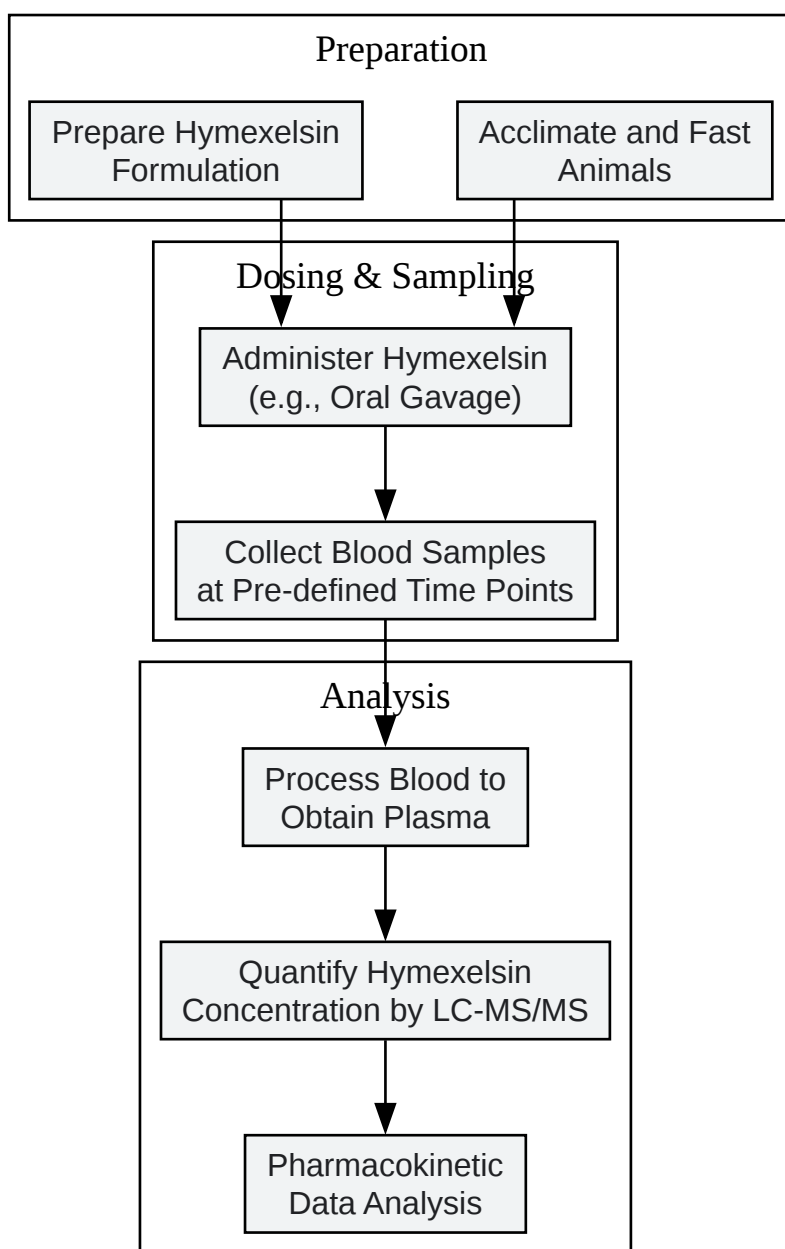 Preparation
Prepare Hymexelsin
Formulation
Acclimate and Fast
Animals
Dosing & Sampling
Administer Hymexelsin
(e.g., Oral Gavage)
Collect Blood Samples
at Pre-defined Time Points
Analysis
Process Blood to
Obtain Plasma
Quantify Hymexelsin
Concentration by LC-MS/MS
Pharmacokinetic
Data Analysis